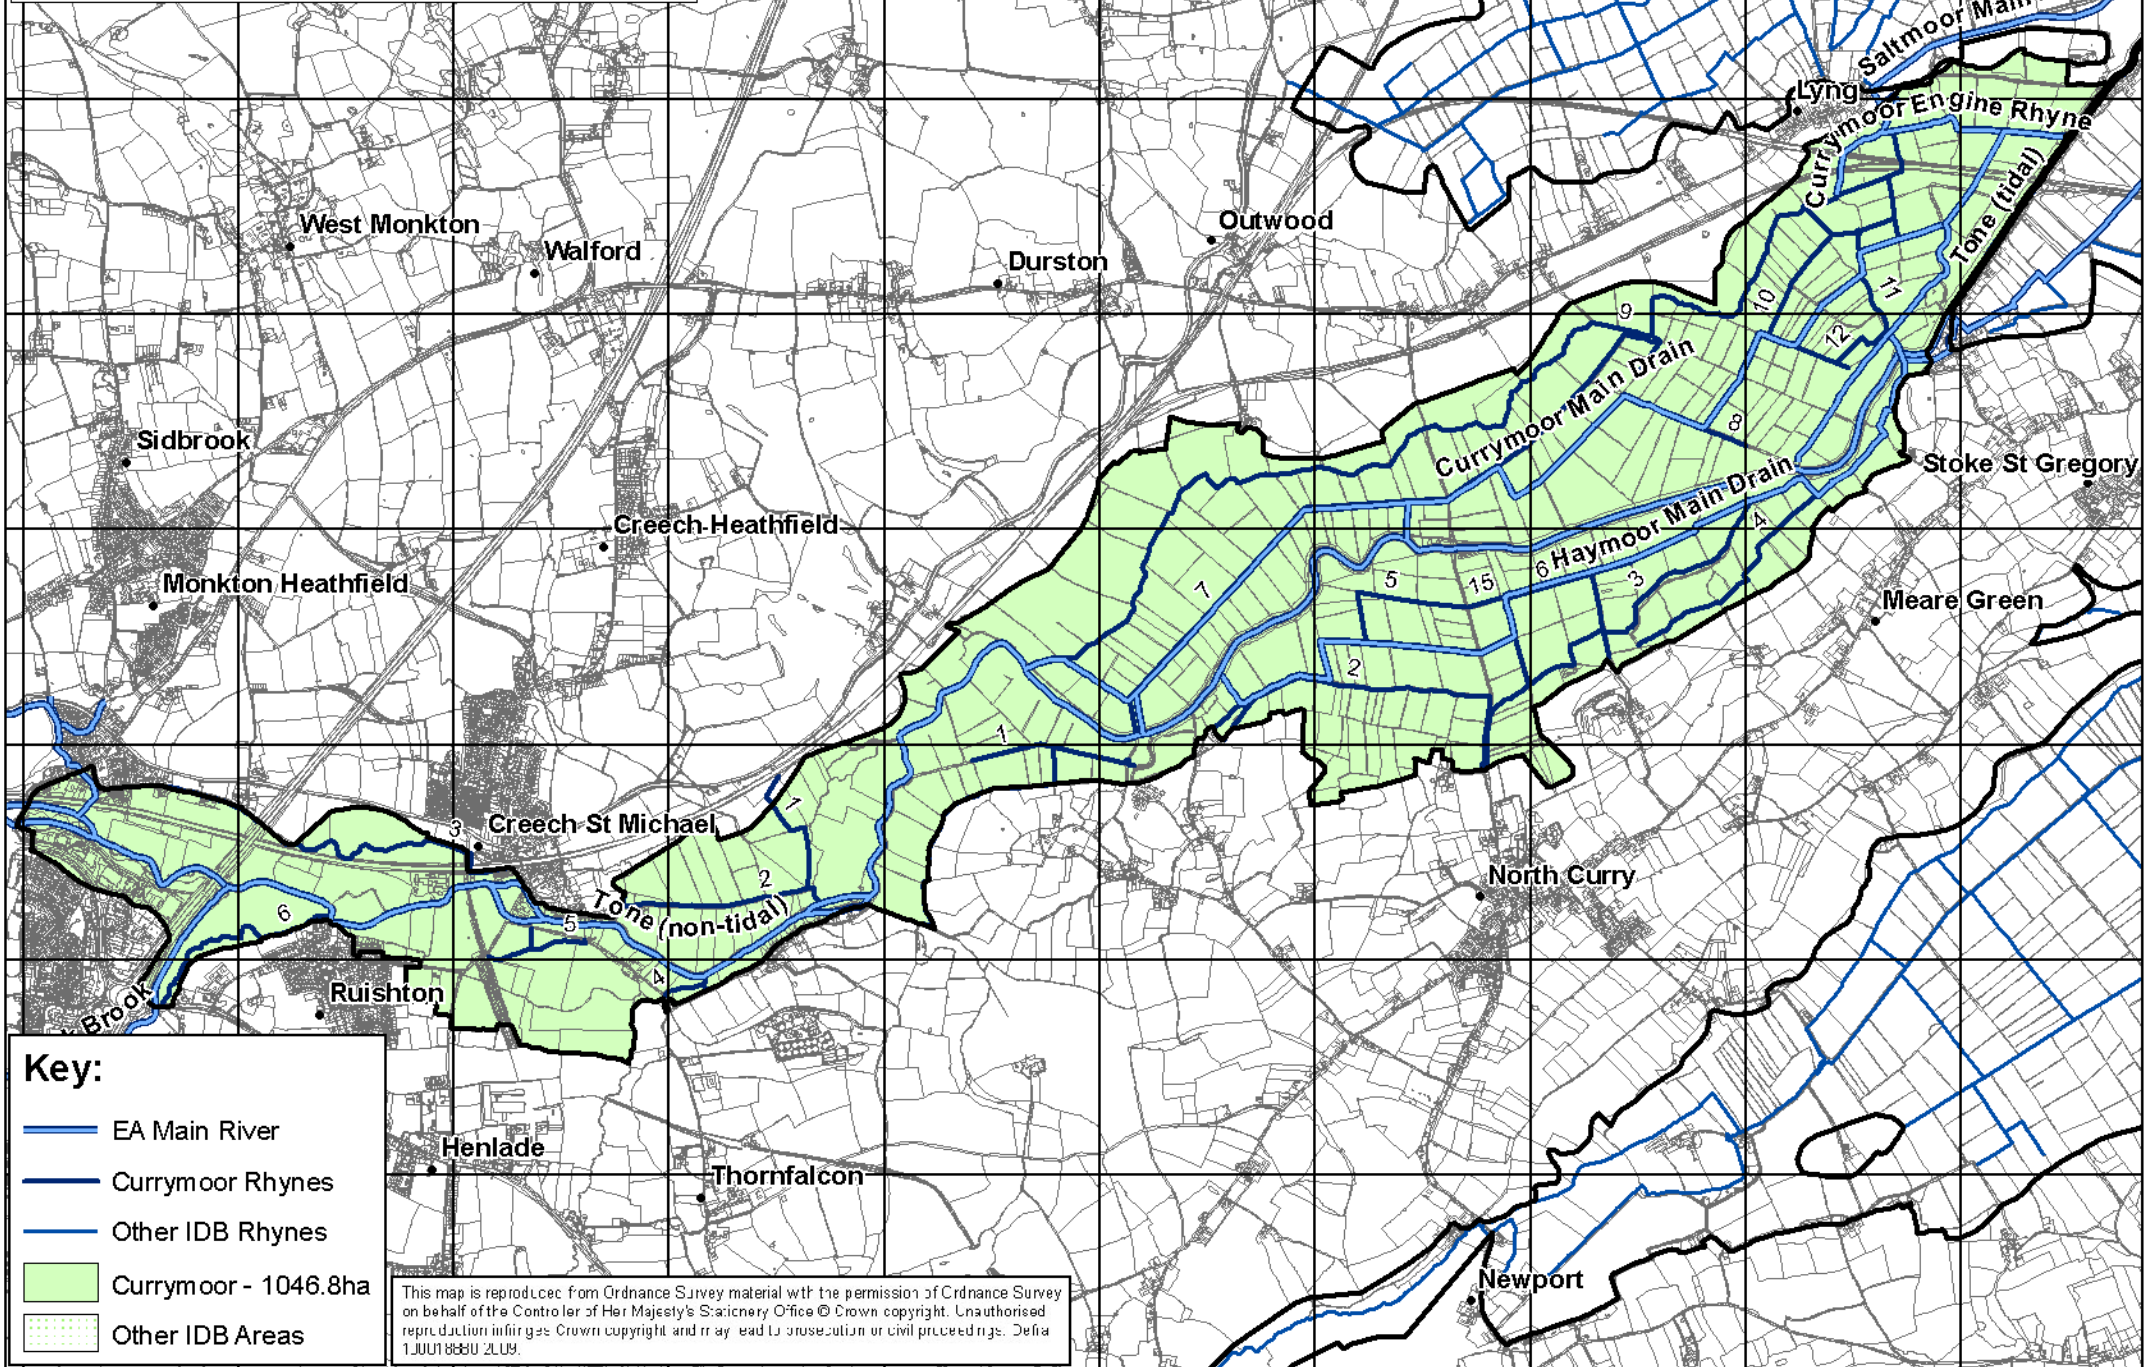 Saltmoor Main
Lyng
Currymoor Engine Rhyne
Tone (tidal)
West Monkton
Walford
Outwood
Durston
9
10
11
12
Currymoor Main Drain
8
Sidbrook
Stoke St Gregory
Haymoor Main Drain
4
Creech Heathfield
Monkton Heathfield
7
5
15
6
3
Meare Green
2
1
1
3
Creech St Michael
2
Tone (non-tidal)
North Curry
6
5
4
Ruishton
Brook
Key:
EA Main River
Currymoor Rhynes
Other IDB Rhynes
Currymoor - 1046.8ha
Other IDB Areas
Henlade
Thornfalcon
Newport
This map is reproduced from Ordnance Survey material with the permission of Ordnance Survey
on behalf of the Controller of Her Majesty's Stationery Office © Crown copyright. Unauthorised
reproduction infringes Crown copyright and may lead to prosecution or civil proceedings. Defra
100018880 2009.